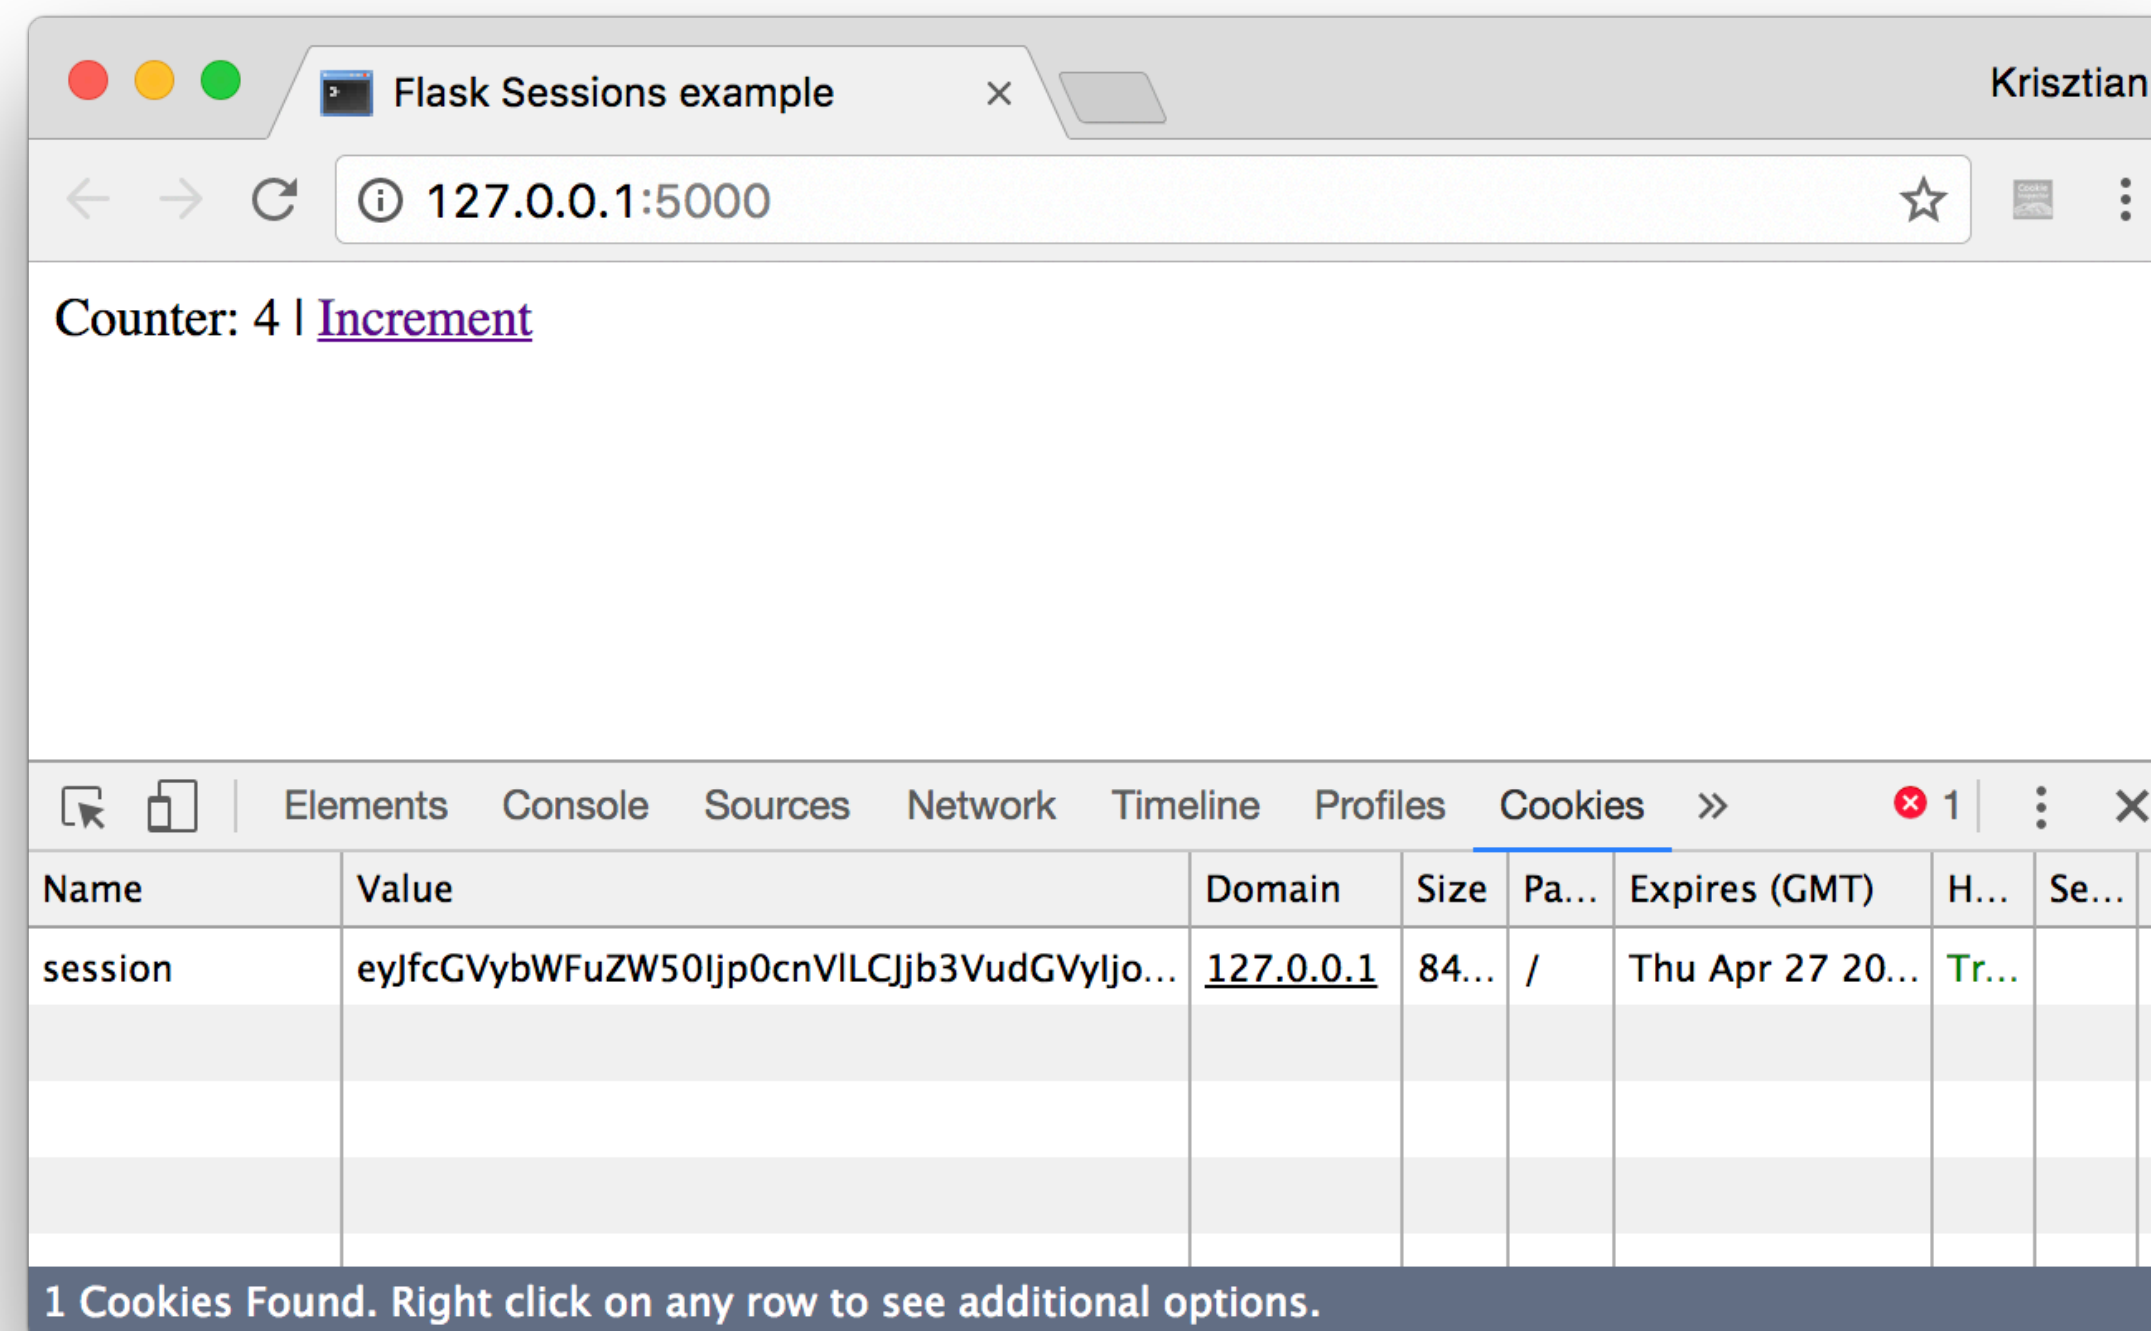 Flask Sessions example
Krisztian
127.0.0.1:5000
Counter: 4 | Increment
Elements Console Sources Network Timeline Profiles Cookies » 1
Name Value Domain Size Pa... Expires (GMT) H... Se...
session eyJfcGVybWFuZW50Ijp0cnVlLCJjb3VudGVyIjo... 127.0.0.1 84... / Thu Apr 27 20... Tr...
1 Cookies Found. Right click on any row to see additional options.